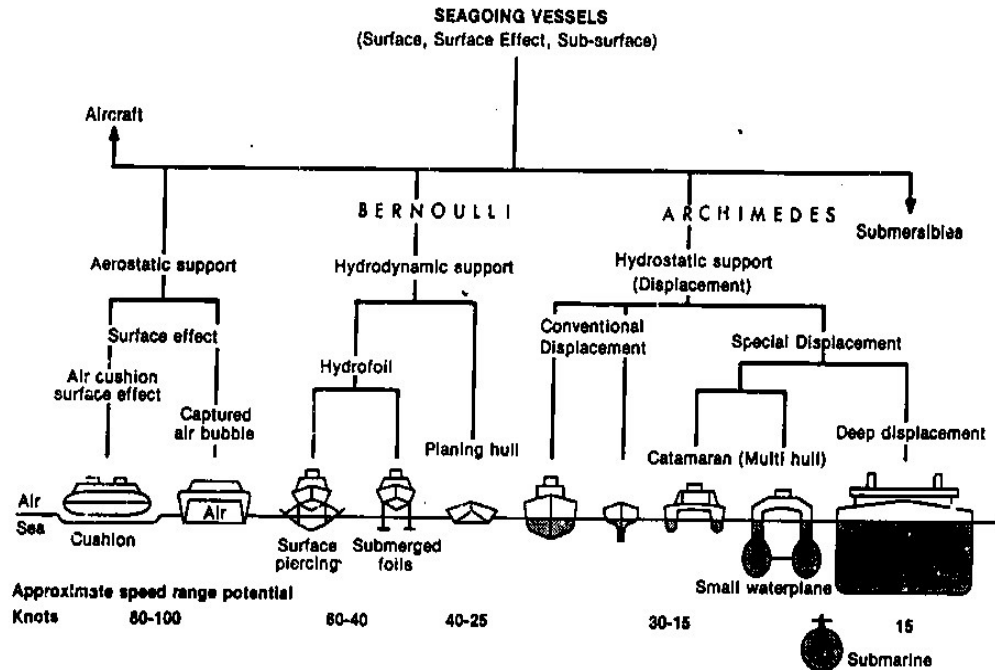 SEAGOING VESSELS
(Surface, Surface Effect, Sub-surface)
Aircraft
BERNOULLI
ARCHIMEDES
Submersibles
Aerostatic support
Hydrodynamic support
Hydrostatic support
(Displacement)
Surface effect
Conventional
Displacement
Special Displacement
Hydrofoil
Air cushion
surface effect
Captured
air bubble
Planing hull
Catamaran (Multi hull)
Deep displacement
Air
Sea
Cushion
Air
Surface
piercing
Submerged
foils
Small waterplane
Approximate speed range potential
Knots 80-100 60-40 40-25 30-15 15
Submarine